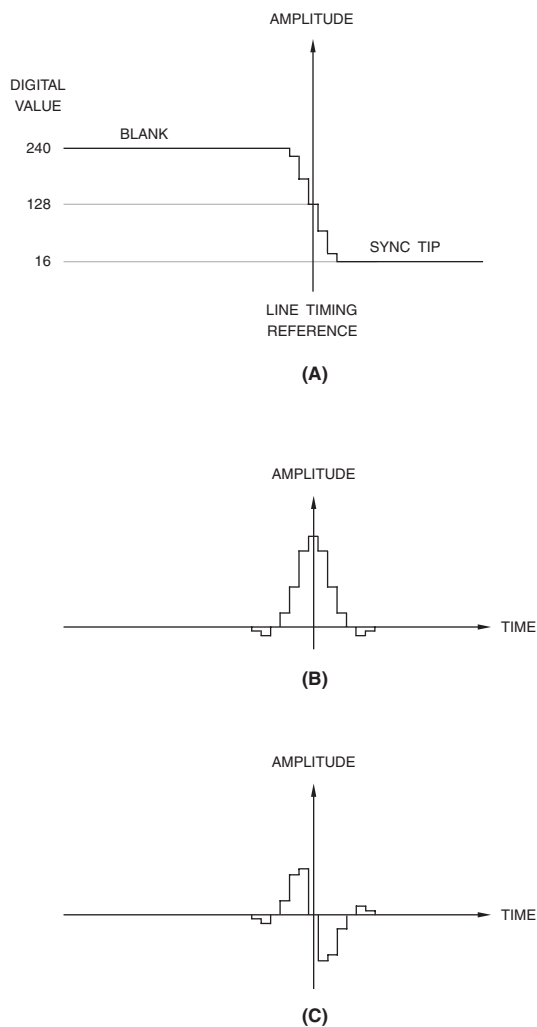 AMPLITUDE
DIGITAL
VALUE
BLANK
240
128
SYNC TIP
16
LINE TIMING
REFERENCE
(A)
AMPLITUDE
TIME
(B)
AMPLITUDE
TIME
(C)